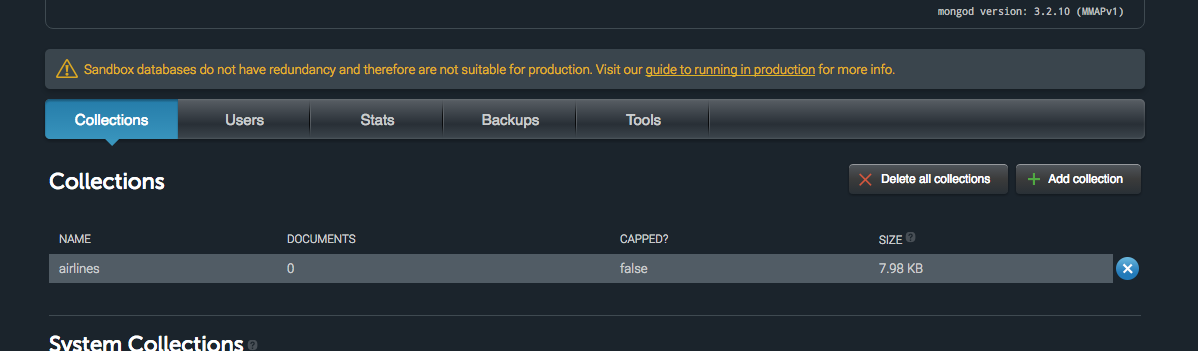 mongod version: 3.2.10 (MMAPv1)
Sandbox databases do not have redundancy and therefore are not suitable for production. Visit our guide to running in production for more info.
Collections Users Stats Backups Tools
Collections Delete all collections Add collection
NAME DOCUMENTS CAPPED? SIZE ?
airlines 0 false 7.98 KB
System Collections ?